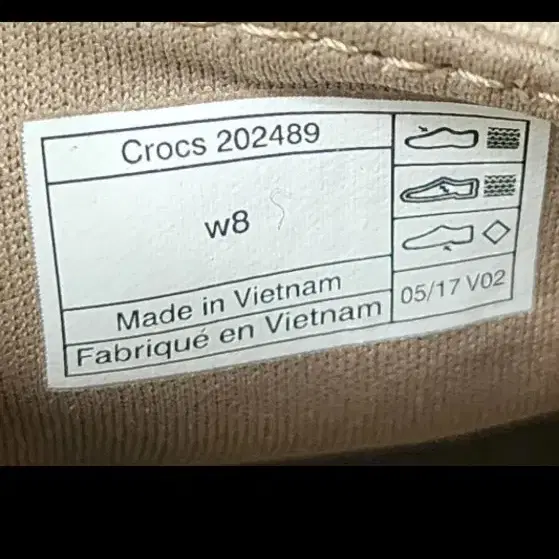 Crocs 202489
w8
Made in Vietnam
Fabriqué en Vietnam
05/17 V02